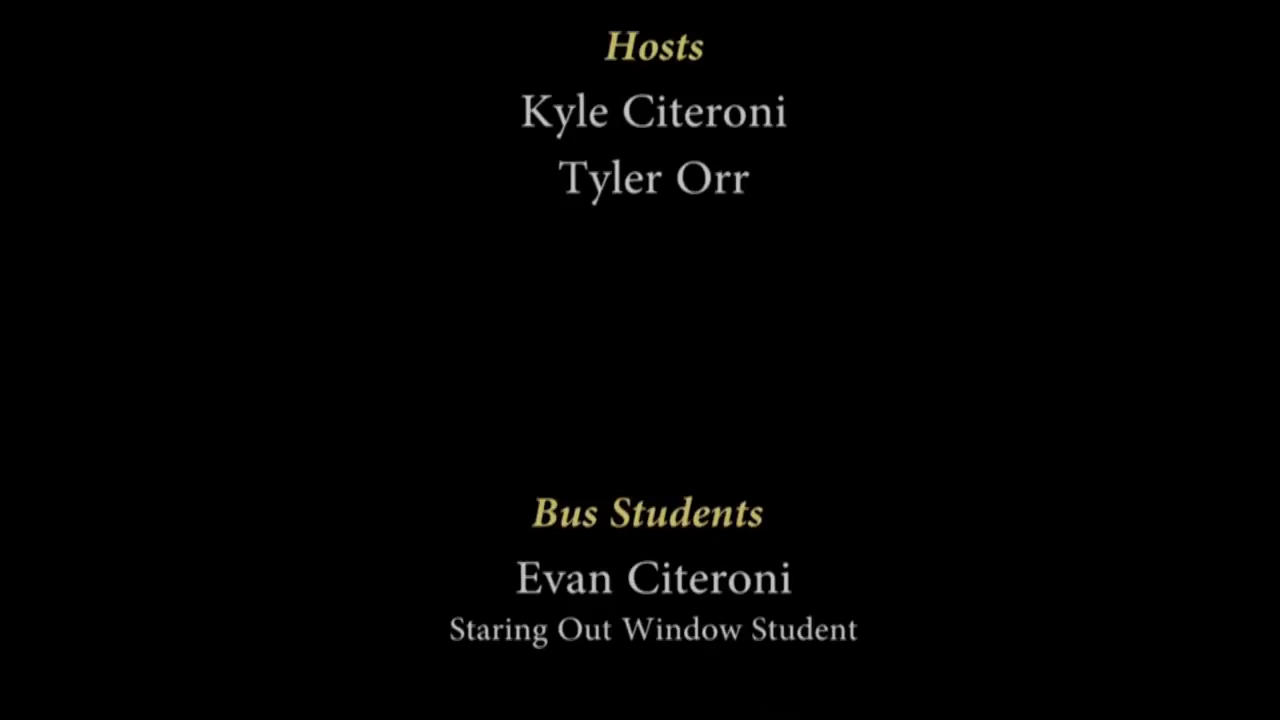 Hosts
Kyle Citeroni
Tyler Orr
Bus Students
Evan Citeroni
Staring Out Window Student